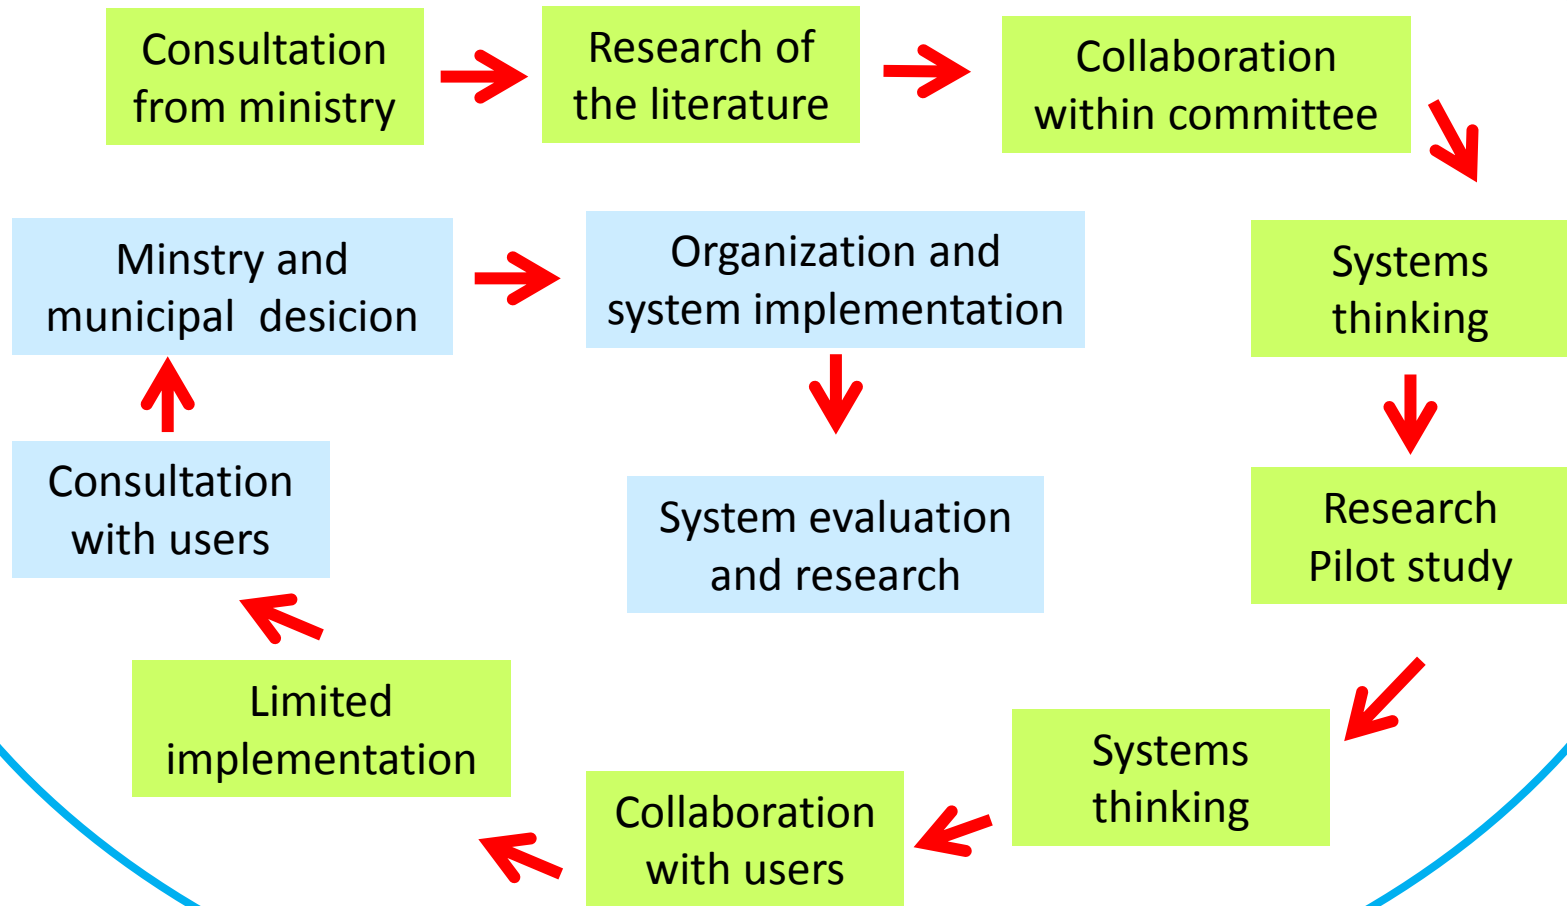 Consultation
from ministry
Research of
the literature
Collaboration
within committee
Systems
thinking
Research
Pilot study
Systems
thinking
Collaboration
with users
Limited
implementation
Consultation
with users
Minstry and
municipal  desicion
Organization and
system implementation
System evaluation
and research